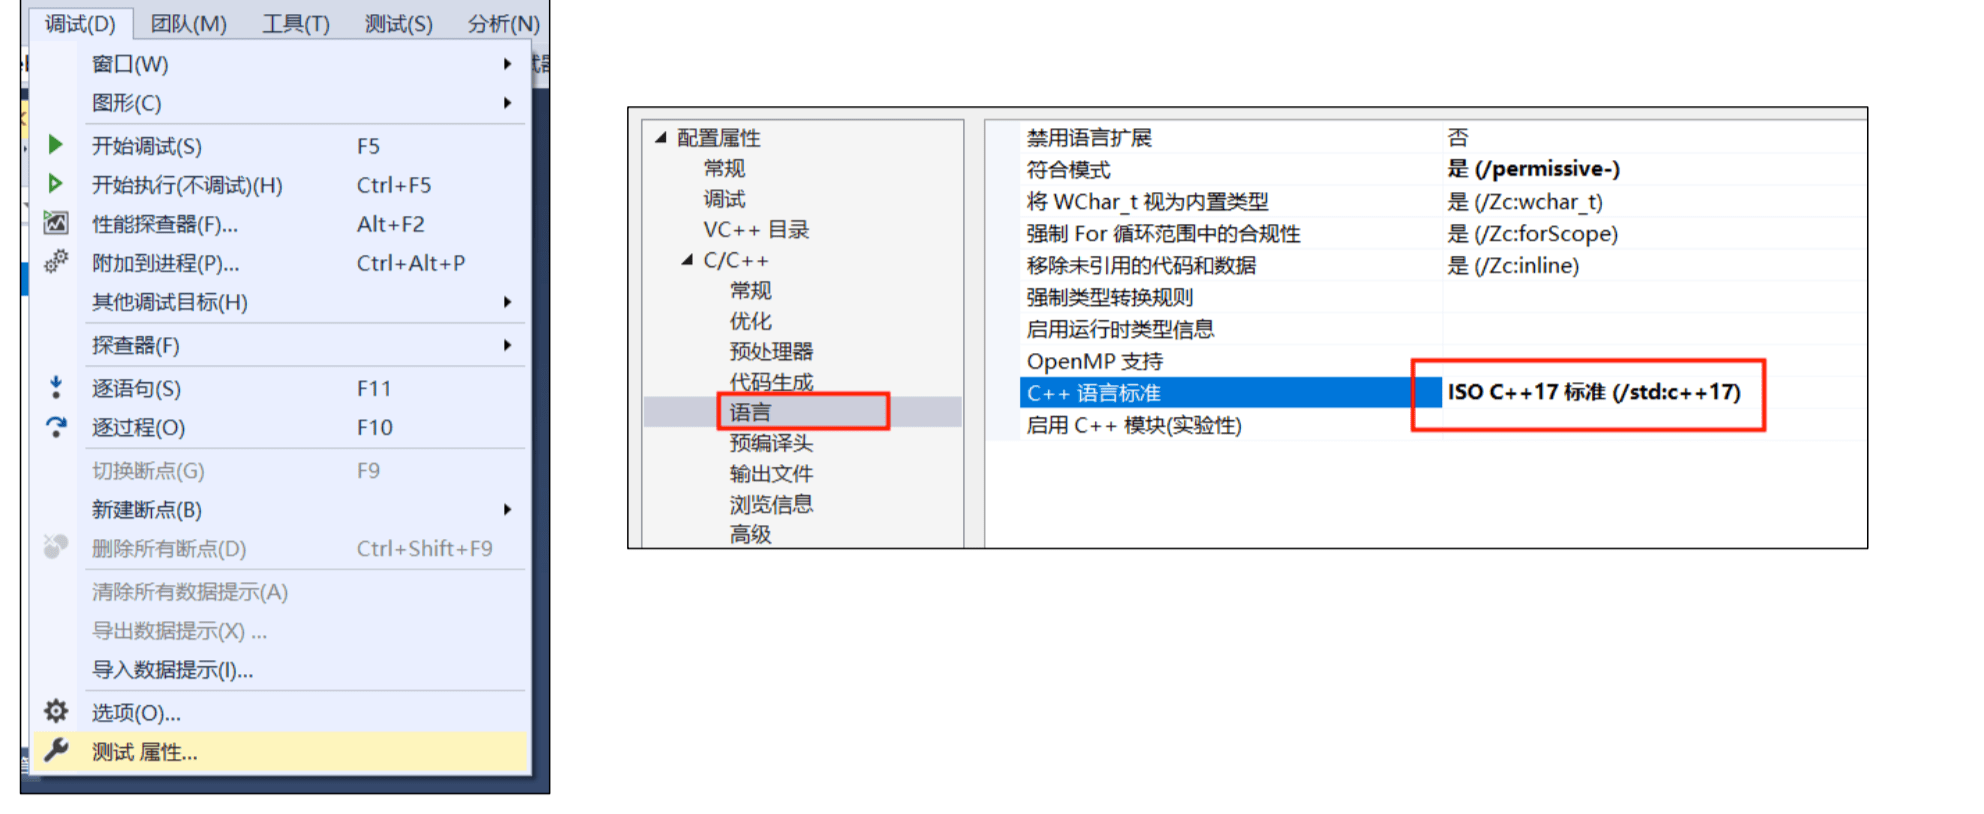 调试(D) 团队(M) 工具(T) 测试(S) 分析(N)
窗口(W)
图形(C)
开始调试(S) F5
开始执行(不调试)(H) Ctrl+F5
性能探查器(F)... Alt+F2
附加到进程(P)... Ctrl+Alt+P
其他调试目标(H)
探查器(F)
逐语句(S) F11
逐过程(O) F10
切换断点(G) F9
新建断点(B)
删除所有断点(D) Ctrl+Shift+F9
清除所有数据提示(A)
导出数据提示(X) ...
导入数据提示(I)...
选项(O)...
测试 属性...
配置属性
常规
调试
VC++ 目录
C/C++
常规
优化
预处理器
代码生成
语言
预编译头
输出文件
浏览信息
高级
禁用语言扩展 否
符合模式 是 (/permissive-)
将 WChar_t 视为内置类型 是 (/Zc:wchar_t)
强制 For 循环范围中的合规性 是 (/Zc:forScope)
移除未引用的代码和数据 是 (/Zc:inline)
强制类型转换规则
启用运行时类型信息
OpenMP 支持
C++ 语言标准 ISO C++17 标准 (/std:c++17)
启用 C++ 模块(实验性)